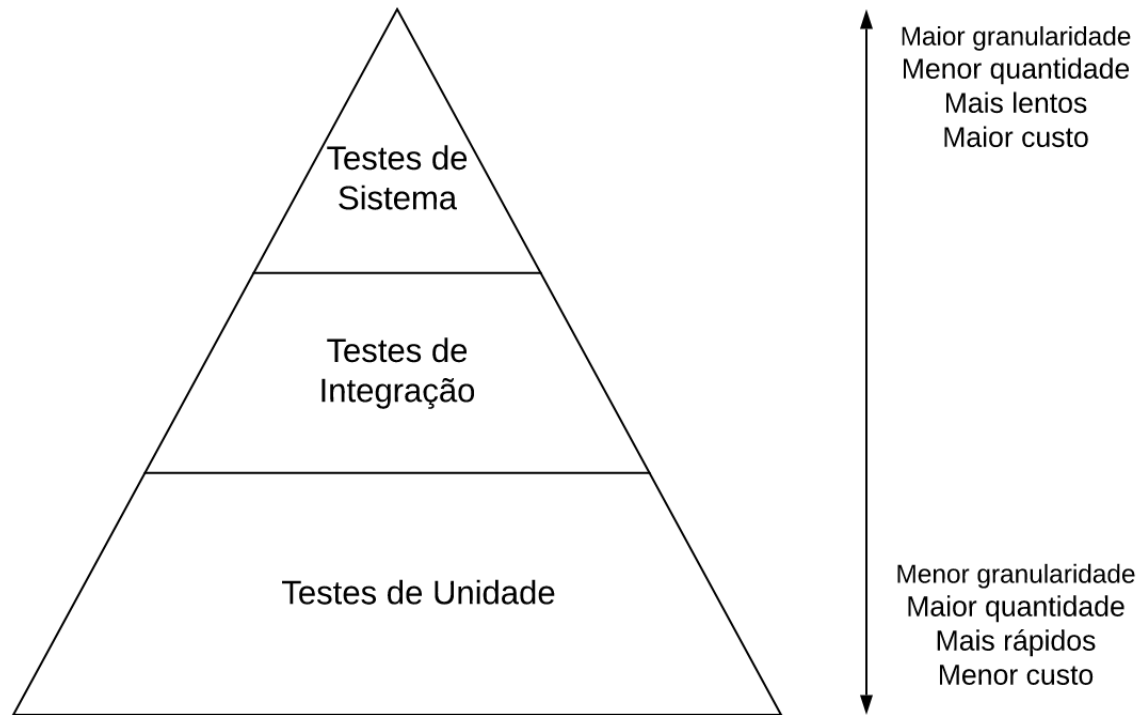 Maior granularidade
Menor quantidade
Mais lentos
Maior custo
Testes de
Sistema
Testes de
Integração
Testes de Unidade
Menor granularidade
Maior quantidade
Mais rápidos
Menor custo